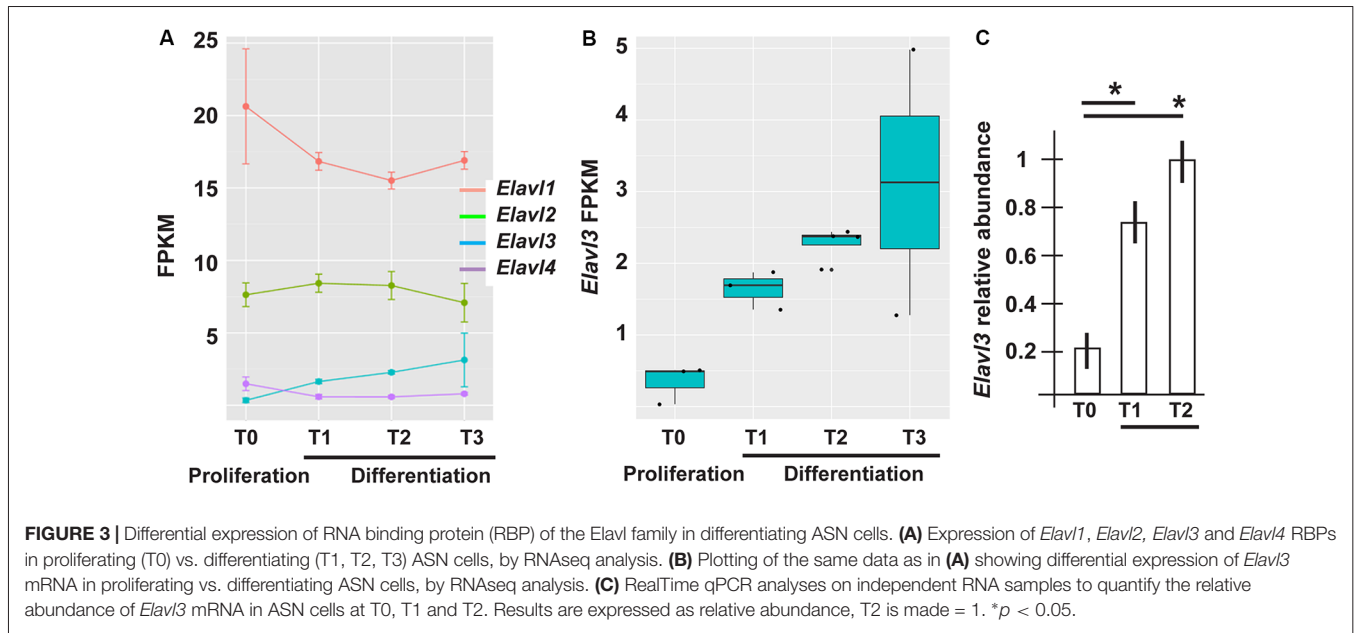 A
25
20
15
10
5
FPKM
Elavl1
Elavl2
Elavl3
Elavl4
T0 T1 T2 T3
Proliferation Differentiation
B
5
4
3
2
1
Elavl3 FPKM
T0 T1 T2 T3
Proliferation Differentiation
C
* *
1
0.8
0.6
0.4
0.2
Elavl3 relative abundance
T0 T1 T2
FIGURE 3 | Differential expression of RNA binding protein (RBP) of the Elavl family in differentiating ASN cells. (A) Expression of Elavl1, Elavl2, Elavl3 and Elavl4 RBPs
in proliferating (T0) vs. differentiating (T1, T2, T3) ASN cells, by RNAseq analysis. (B) Plotting of the same data as in (A) showing differential expression of Elavl3
mRNA in proliferating vs. differentiating ASN cells, by RNAseq analysis. (C) RealTime qPCR analyses on independent RNA samples to quantify the relative
abundance of Elavl3 mRNA in ASN cells at T0, T1 and T2. Results are expressed as relative abundance, T2 is made = 1. *p < 0.05.